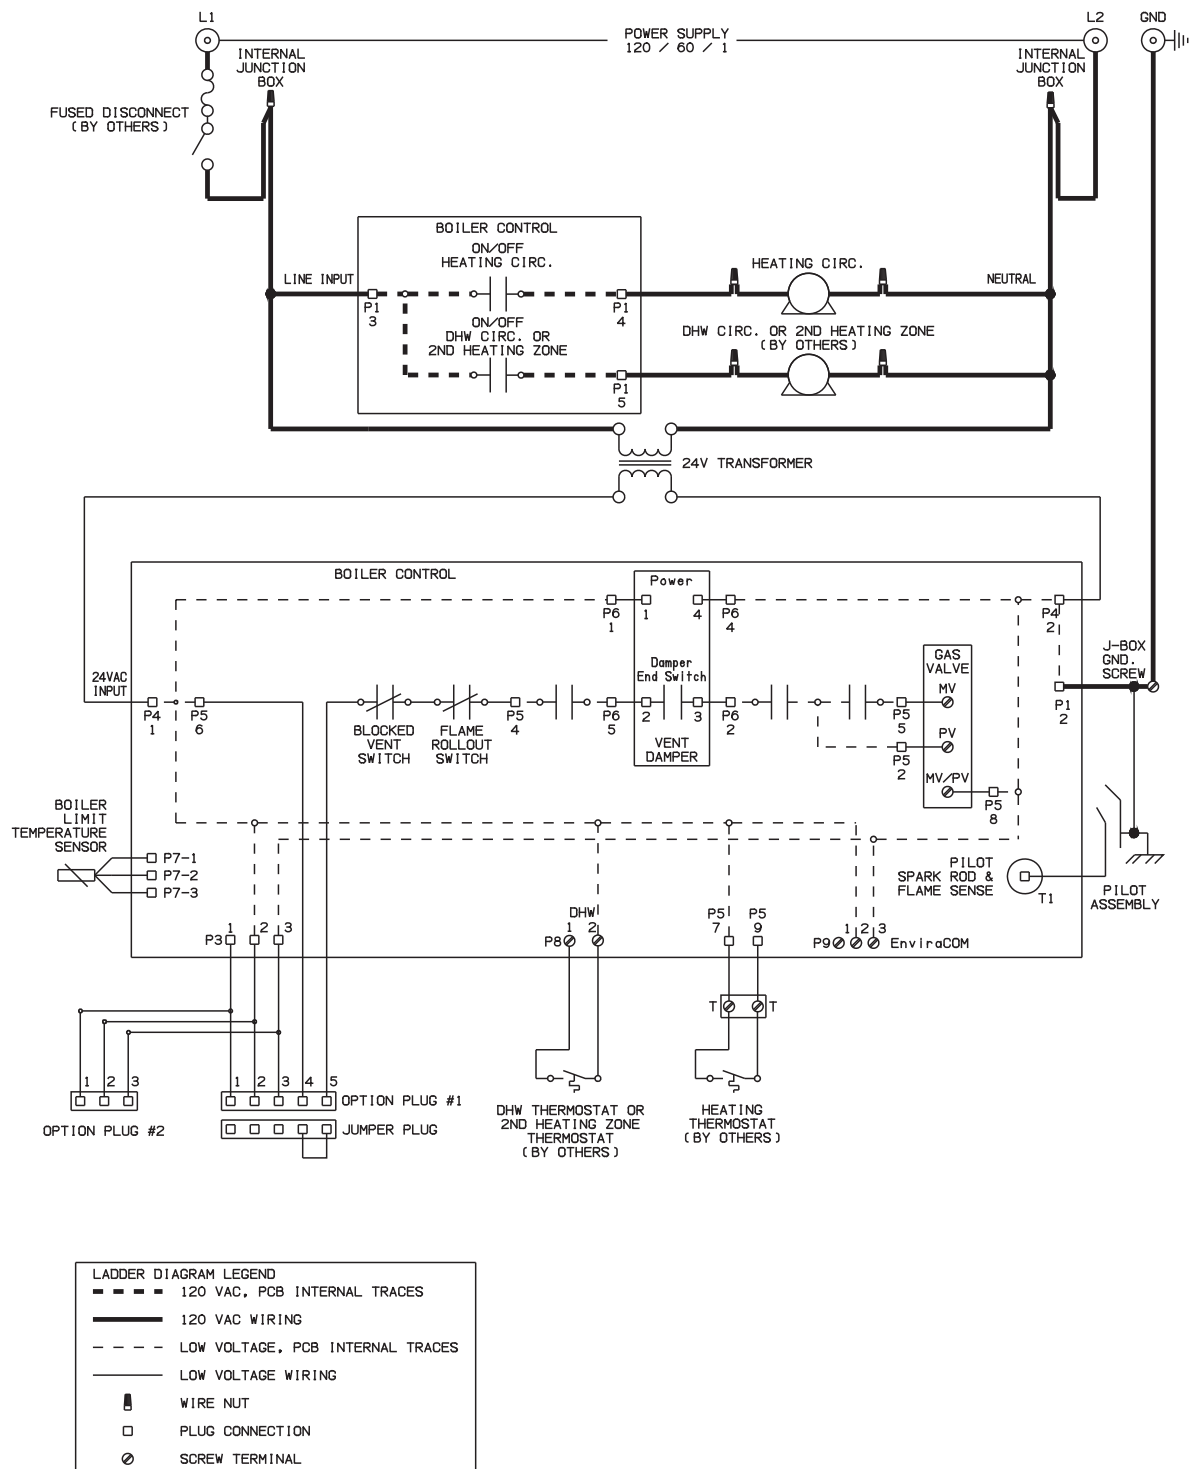 L1
L2
GND
POWER SUPPLY
120 / 60 / 1
INTERNAL
JUNCTION
BOX
INTERNAL
JUNCTION
BOX
FUSED DISCONNECT
(BY OTHERS)
BOILER CONTROL
ON/OFF
HEATING CIRC.
LINE INPUT
HEATING CIRC.
NEUTRAL
P1
3
P1
4
ON/OFF
DHW CIRC. OR
2ND HEATING ZONE
DHW CIRC. OR 2ND HEATING ZONE
(BY OTHERS)
P1
5
24V TRANSFORMER
BOILER CONTROL
Power
P6
1
1
4
P6
4
P4
2
J-BOX
GND.
SCREW
GAS
VALVE
Damper
End Switch
24VAC
INPUT
MV
P4
1
P5
6
BLOCKED
VENT
SWITCH
FLAME
ROLLOUT
SWITCH
P5
4
P6
5
2
3
P6
2
P5
5
P1
2
VENT
DAMPER
PV
P5
2
MV/PV
P5
8
BOILER
LIMIT
TEMPERATURE
SENSOR
P7-1
P7-2
P7-3
PILOT
SPARK ROD &
FLAME SENSE
T1
PILOT
ASSEMBLY
P3
1
2
3
DHW
P8
1
2
P5
7
P5
9
P9
1 2 3
EnviraCOM
T
T
1
2
3
1
2
3
4
5
OPTION PLUG #1
OPTION PLUG #2
JUMPER PLUG
DHW THERMOSTAT OR
2ND HEATING ZONE
THERMOSTAT
(BY OTHERS)
HEATING
THERMOSTAT
(BY OTHERS)
LADDER DIAGRAM LEGEND
120 VAC, PCB INTERNAL TRACES
120 VAC WIRING
LOW VOLTAGE, PCB INTERNAL TRACES
LOW VOLTAGE WIRING
WIRE NUT
PLUG CONNECTION
SCREW TERMINAL